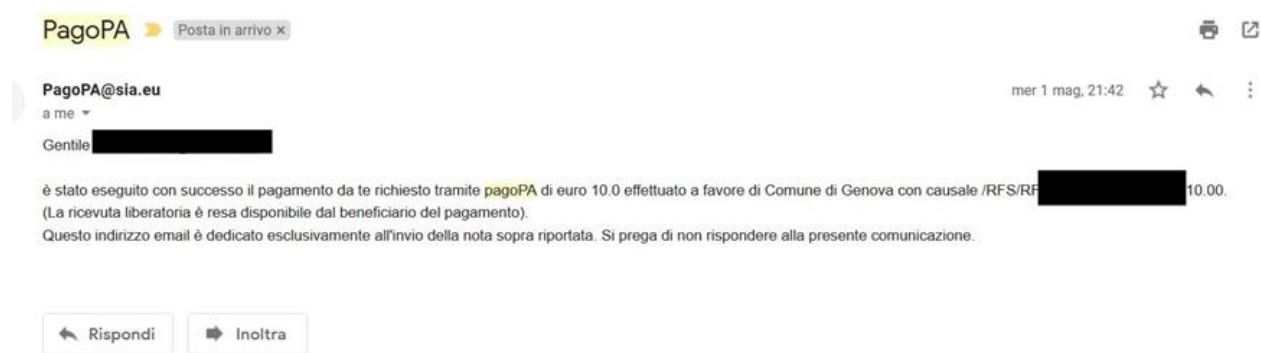 PagoPA Posta in arrivo ×
PagoPA@sia.eu mer 1 mag, 21:42
a me
Gentile
è stato eseguito con successo il pagamento da te richiesto tramite pagoPA di euro 10.0 effettuato a favore di Comune di Genova con causale /RFS/RF 10.00.
(La ricevuta liberatoria è resa disponibile dal beneficiario del pagamento).
Questo indirizzo email è dedicato esclusivamente all'invio della nota sopra riportata. Si prega di non rispondere alla presente comunicazione.
Rispondi Inoltra